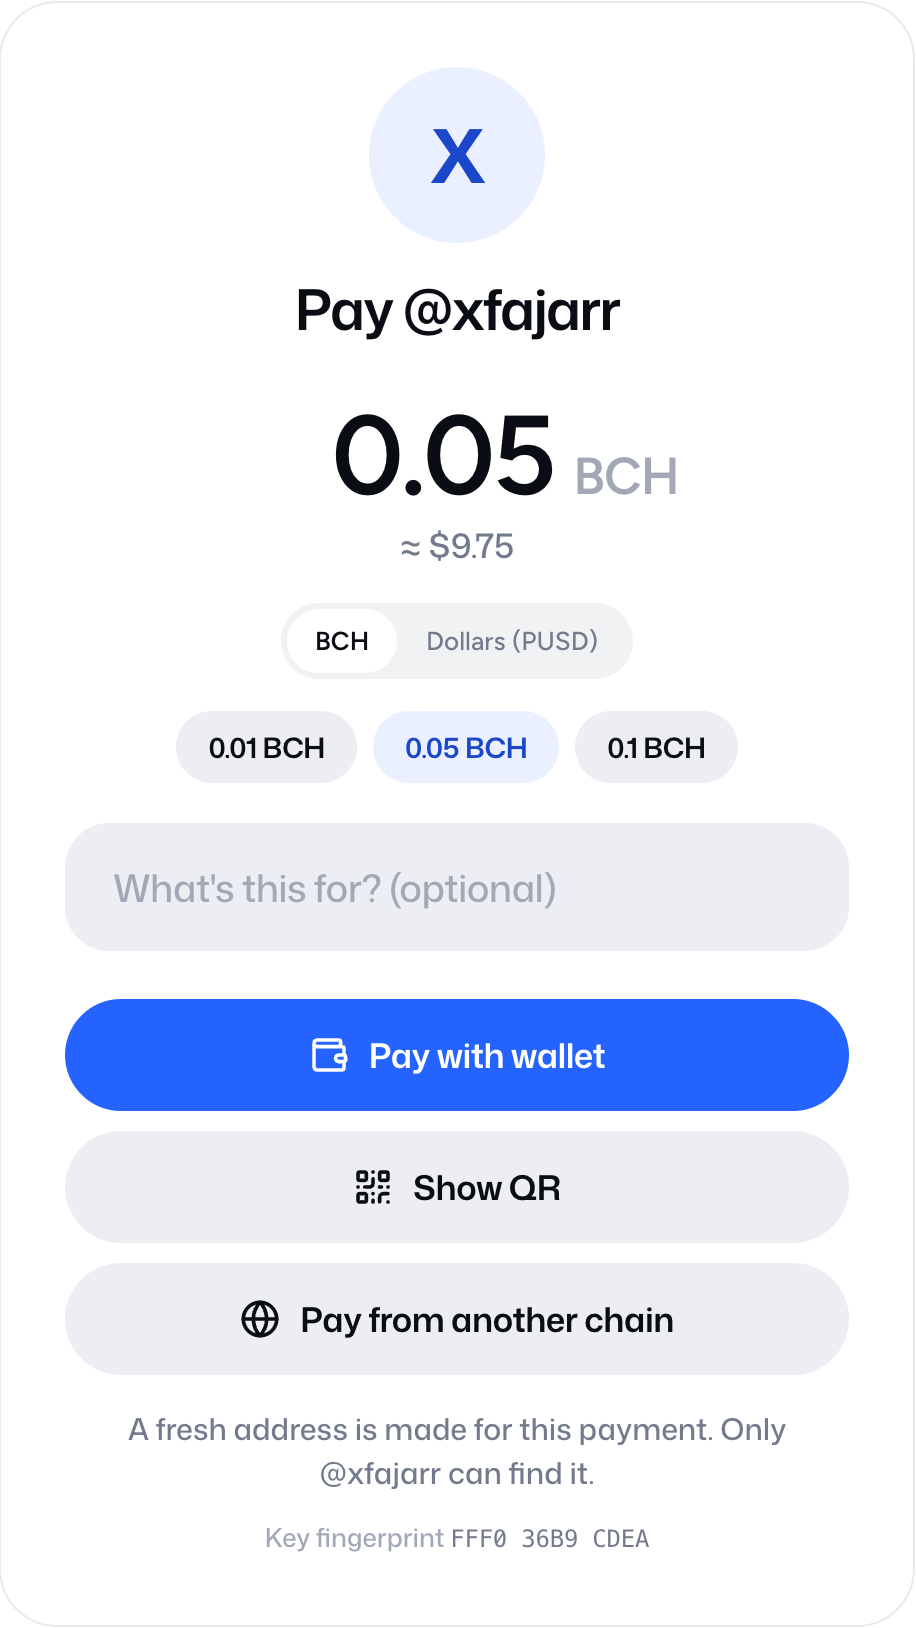 X
Pay @xfajarr
0.05 BCH
≈ $9.75
BCH Dollars (PUSD)
0.01 BCH 0.05 BCH 0.1 BCH
What's this for? (optional)
Pay with wallet
Show QR
Pay from another chain
A fresh address is made for this payment. Only
@xfajarr can find it.
Key fingerprint FFF0 36B9 CDEA